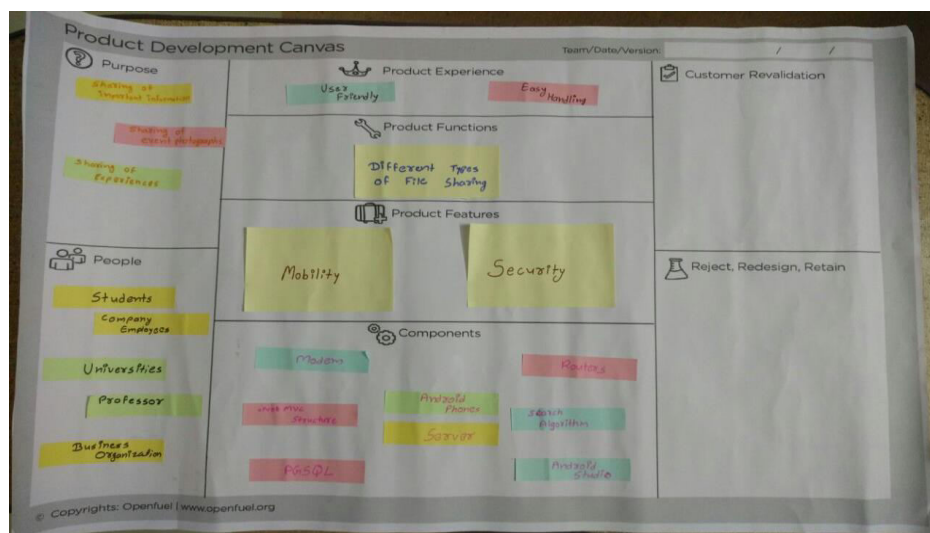 Product Development Canvas
Team/Date/Version:
/ /
Purpose
Sharing of
Important Information
Sharing of
event photographs
Sharing of
Experiences
People
Students
Company
Employees
Universities
Professor
Business
Organization
Product Experience
User
Friendly
Easy
Handling
Product Functions
Different Types
of File Sharing
Product Features
Mobility
Security
Components
Modem
Routers
MVC
Structure
Android
Phones
Search
Algorithm
Server
PGSQL
Android
Studio
Customer Revalidation
Reject, Redesign, Retain
© Copyrights: Openfuel | www.openfuel.org